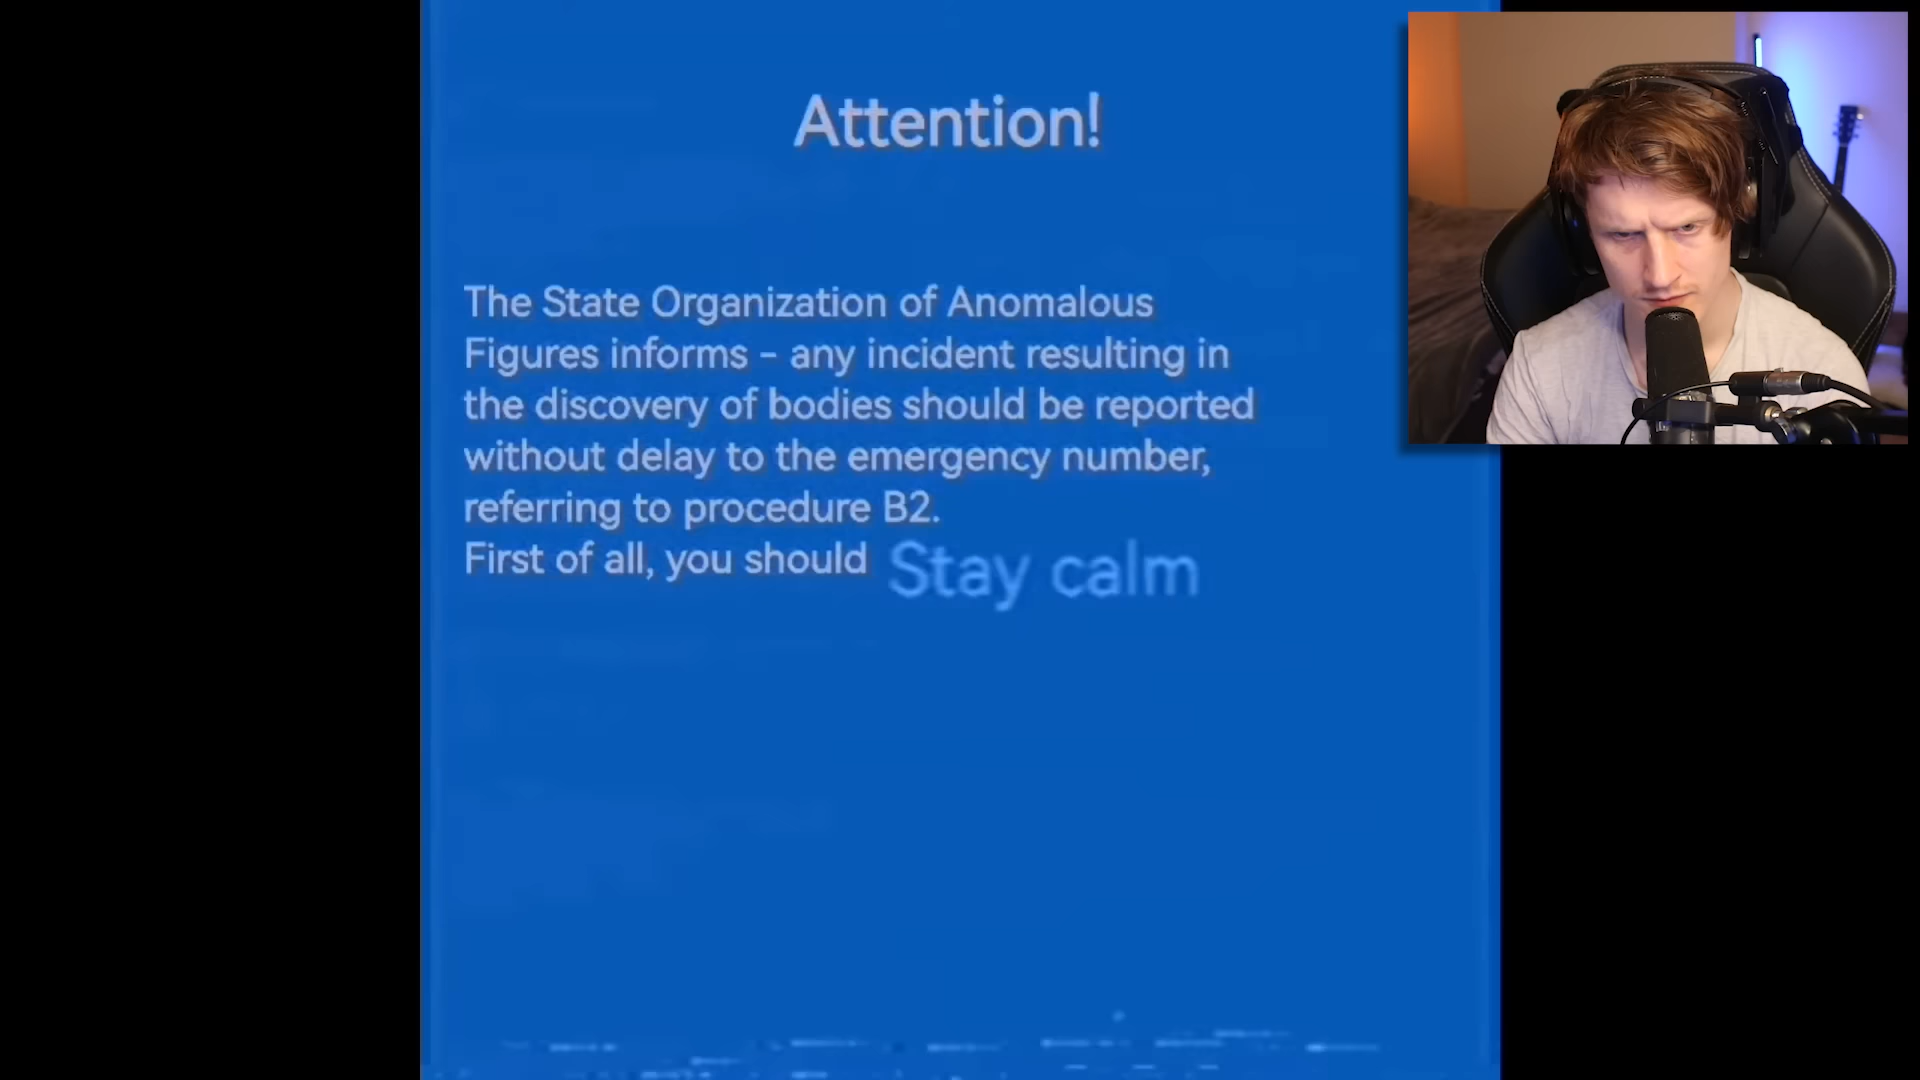 Attention!
The State Organization of Anomalous
Figures informs - any incident resulting in
the discovery of bodies should be reported
without delay to the emergency number,
referring to procedure B2.
First of all, you should Stay calm